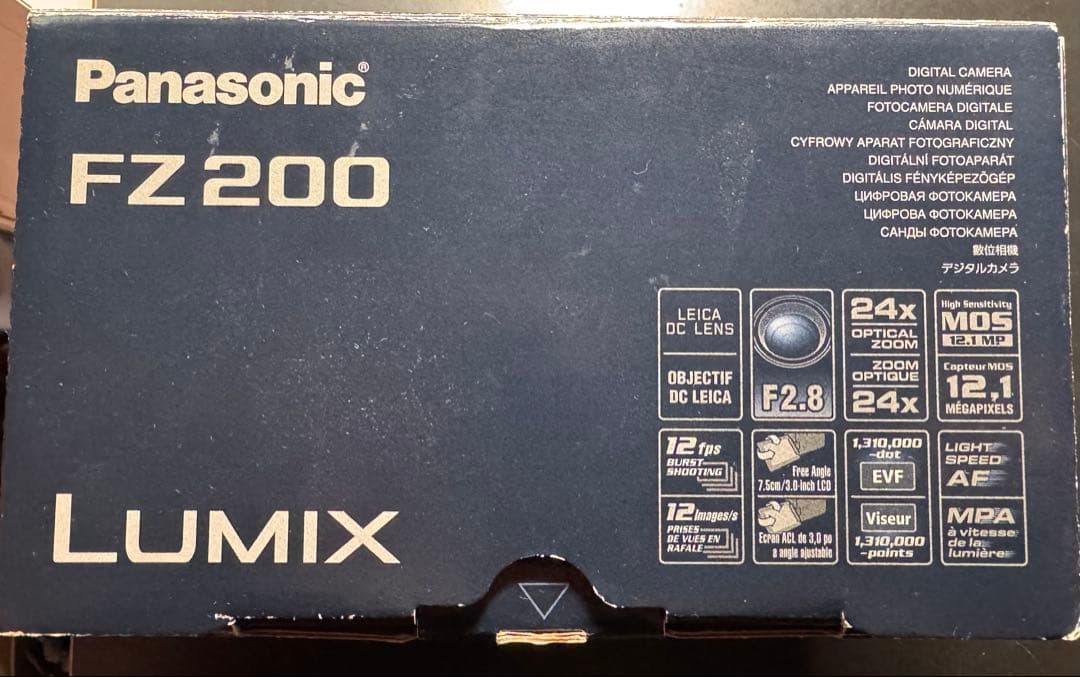 Panasonic®
FZ200
DIGITAL CAMERA
APPAREIL PHOTO NUMÉRIQUE
FOTOCAMERA DIGITALE
CÁMARA DIGITAL
CYFROWY APARAT FOTOGRAFICZNY
DIGITÁLNÍ FOTOAPARÁT
DIGITÁLIS FÉNYKÉPEZŐGÉP
ЦИФРОВАЯ ФОТОКАМЕРА
ЦИФРОВА ФОТОКАМЕРА
САНДЫ ФОТОКАМЕРА
數位相機
デジタルカメラ
LEICA
DC LENS
OBJECTIF
DC LEICA
F2.8
24x
OPTICAL
ZOOM
ZOOM
OPTIQUE
24x
High Sensitivity
MOS
12.1 MP
Capteur MOS
12,1
MÉGAPIXELS
12 fps
BURST
SHOOTING
12 Images/s
PRISES
DE VUES EN
RAFALE
Free Angle
7.5cm/3.0-inch LCD
Ecran ACL de 3,0 po
a angle ajustable
1,310,000
-dot
EVF
Viseur
1,310,000
-points
LIGHT
SPEED
AF
MPA
à vitesse
de la
lumière
LUMIX